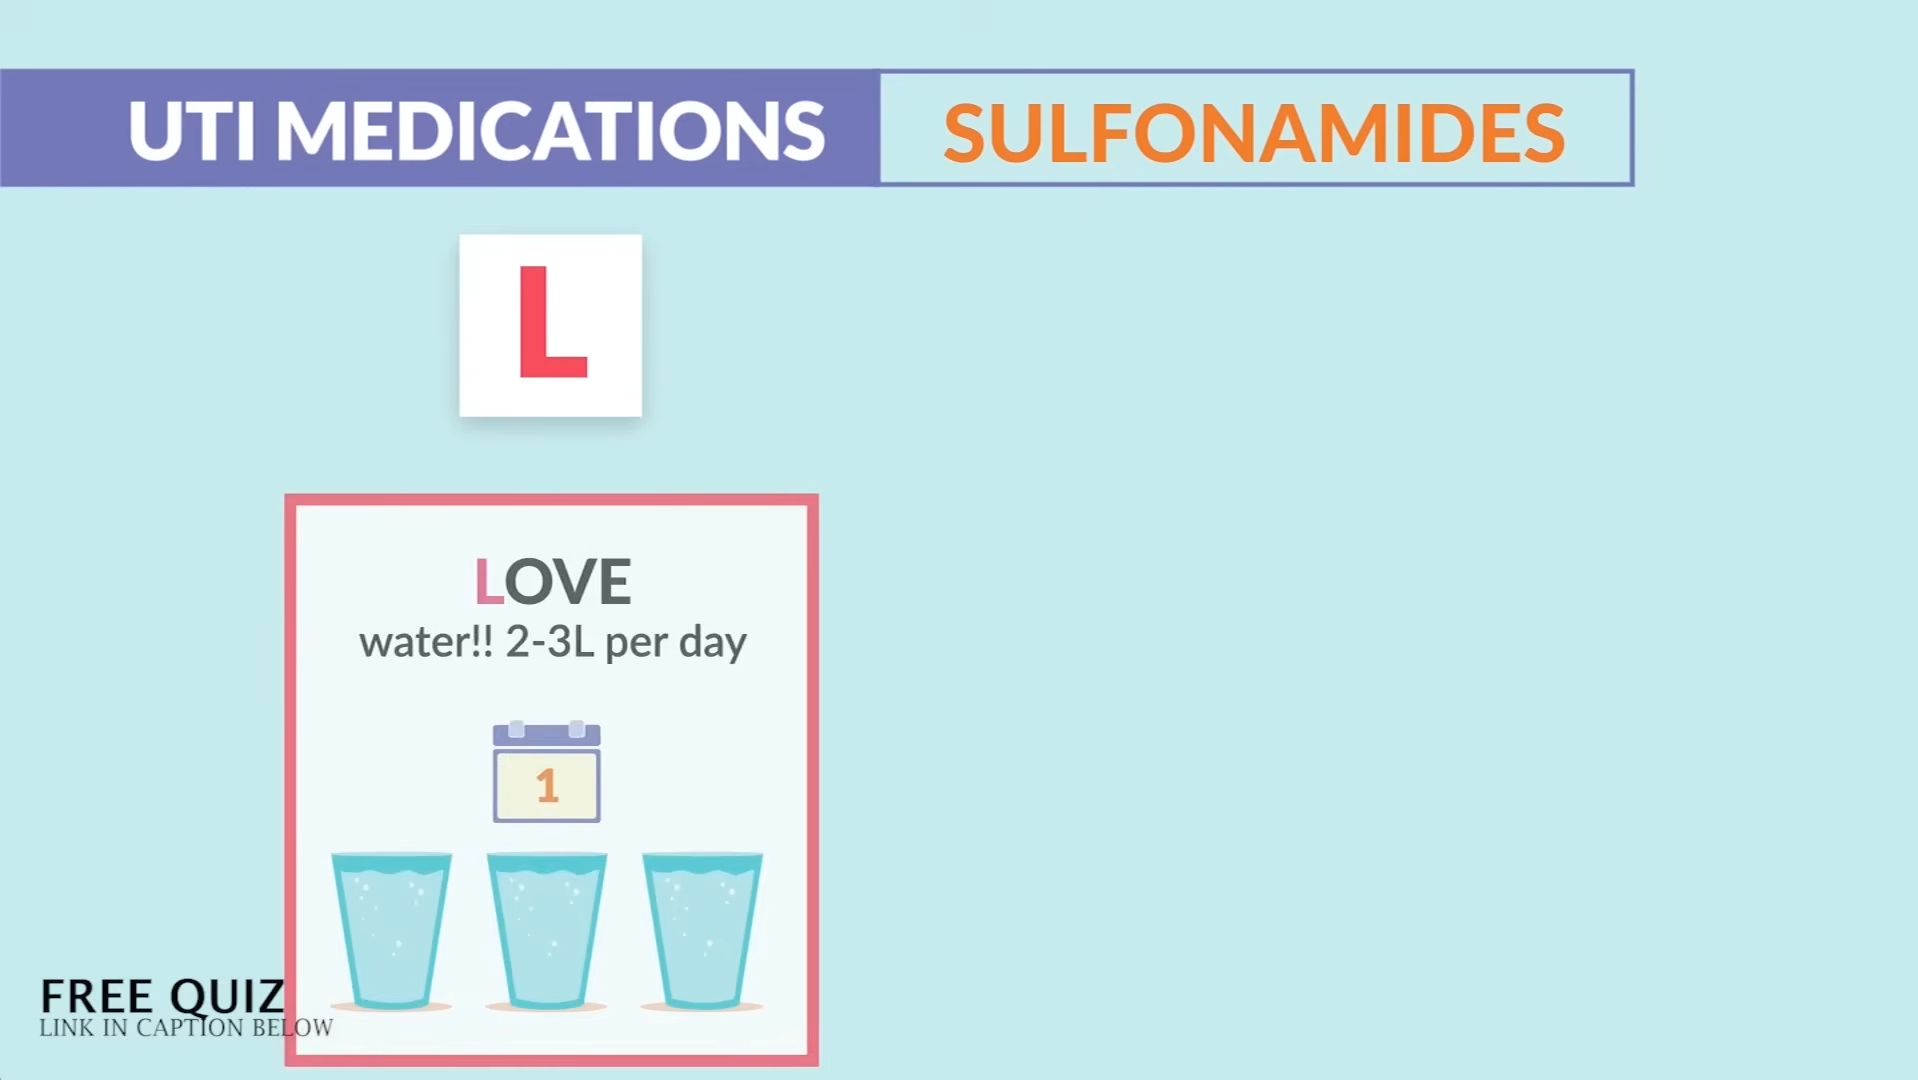 UTI MEDICATIONS SULFONAMIDES
L
LOVE
water!! 2-3L per day
1
FREE QUIZ
LINK IN CAPTION BELOW